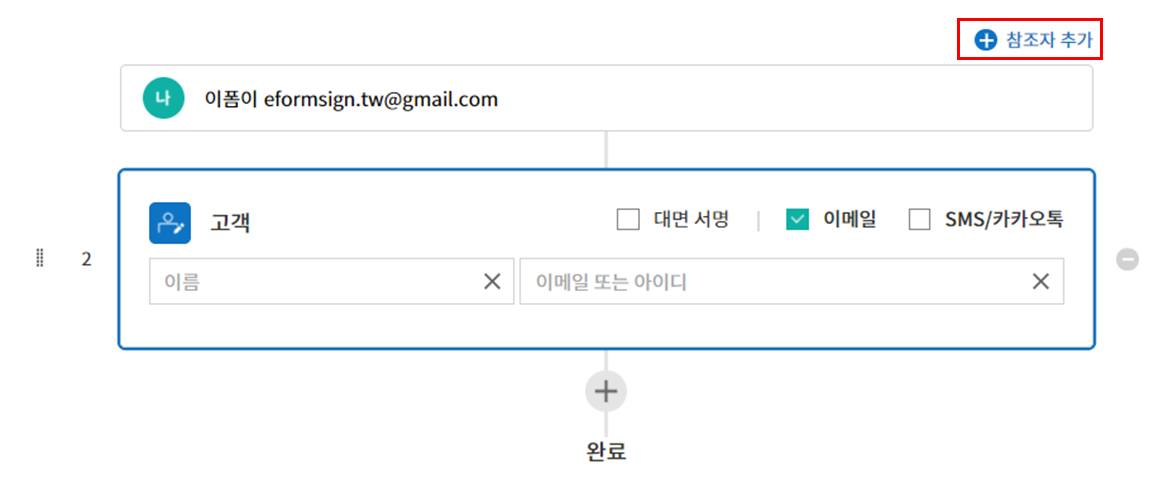 참조자 추가
나 이폼이 eformsign.tw@gmail.com
고객 대면 서명 | 이메일 SMS/카카오톡
2
이름 이메일 또는 아이디
완료